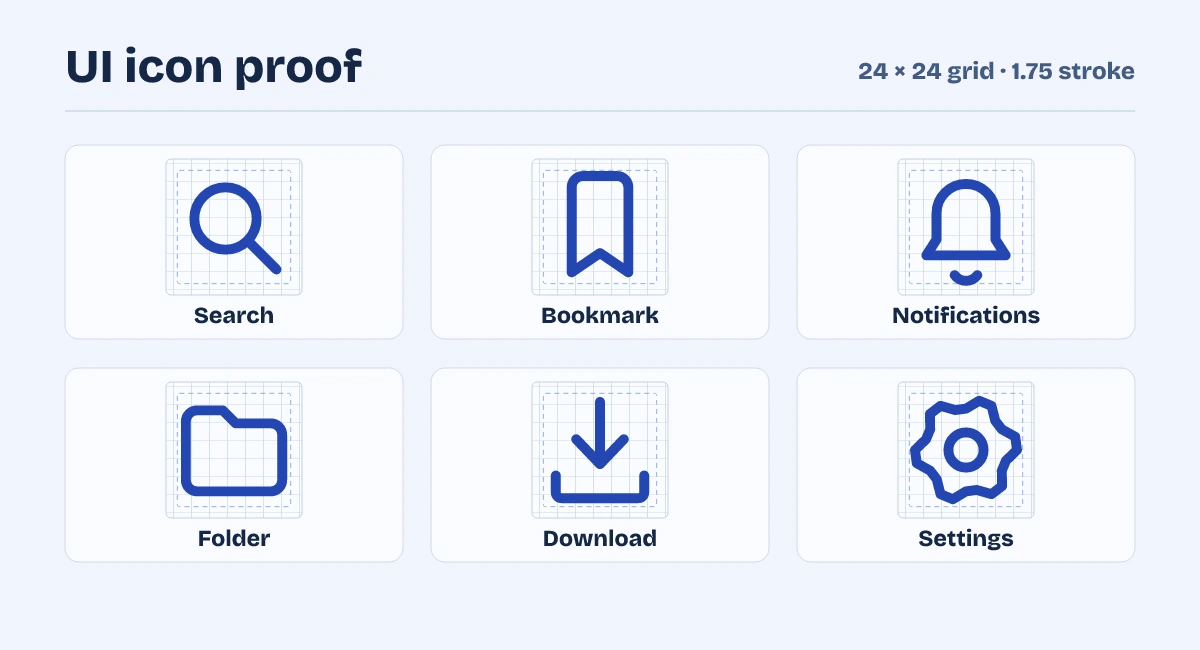 UI icon proof
24 × 24 grid · 1.75 stroke
Search
Bookmark
Notifications
Folder
Download
Settings